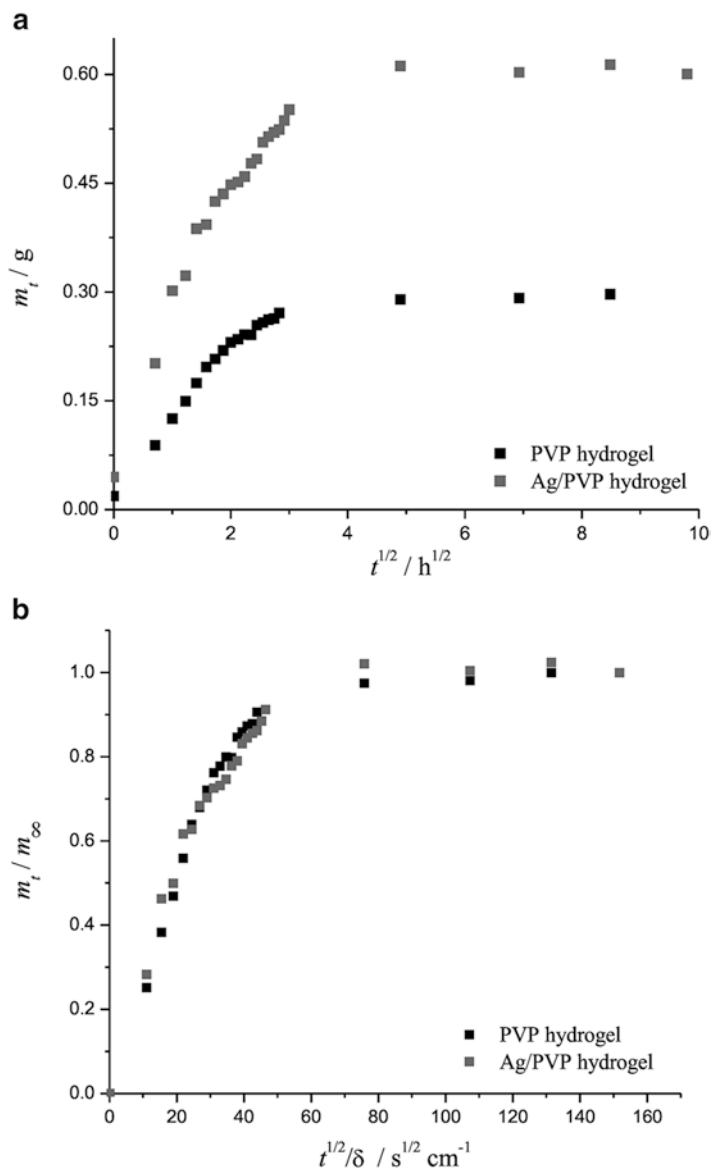 a
0.60
0.45
0.30
0.15
0.00
m_t / g
PVP hydrogel
Ag/PVP hydrogel
0 2 4 6 8 10
t^{1/2} / h^{1/2}
b
1.0
0.8
0.6
0.4
0.2
0.0
m_t / m_∞
PVP hydrogel
Ag/PVP hydrogel
0 20 40 60 80 100 120 140 160
t^{1/2}/δ / s^{1/2} cm^{-1}